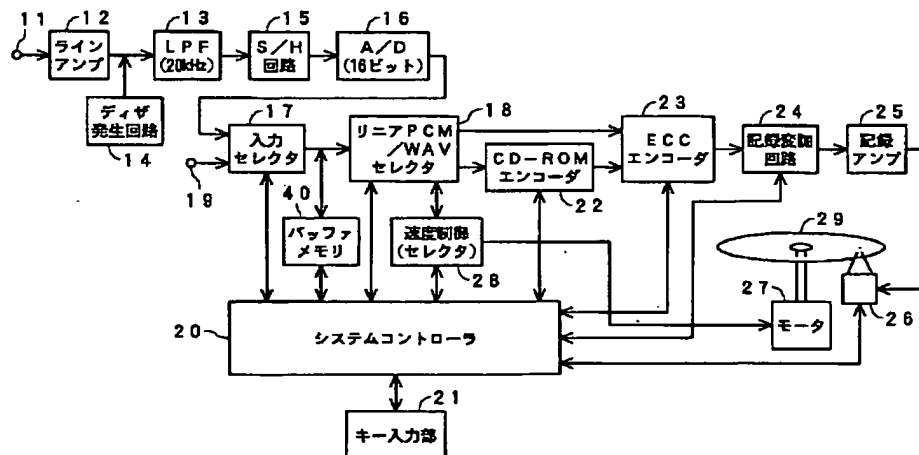 11
12
ラインアンプ
13
LPF
(20kHz)
15
S/H
回路
16
A/D
(16ビット)
ディザ
発生回路
14
17
入力
セレクタ
19
18
リニアPCM
/WAV
セレクタ
CD-ROM
エンコーダ
22
23
ECC
エンコーダ
24
記録変調
回路
25
記録
アンプ
40
バッファ
メモリ
速度制御
(セレクタ)
28
29
27
モータ
26
20
システムコントローラ
21
キー入力部